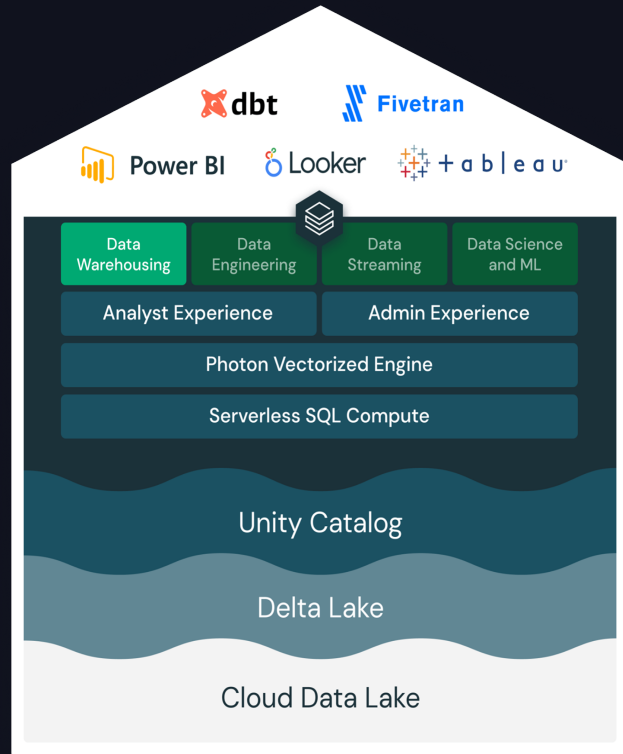 dbt
Fivetran
Power BI
Looker
+ a b | e a u
Data
Warehousing
Data
Engineering
Data
Streaming
Data Science
and ML
Analyst Experience
Admin Experience
Photon Vectorized Engine
Serverless SQL Compute
Unity Catalog
Delta Lake
Cloud Data Lake